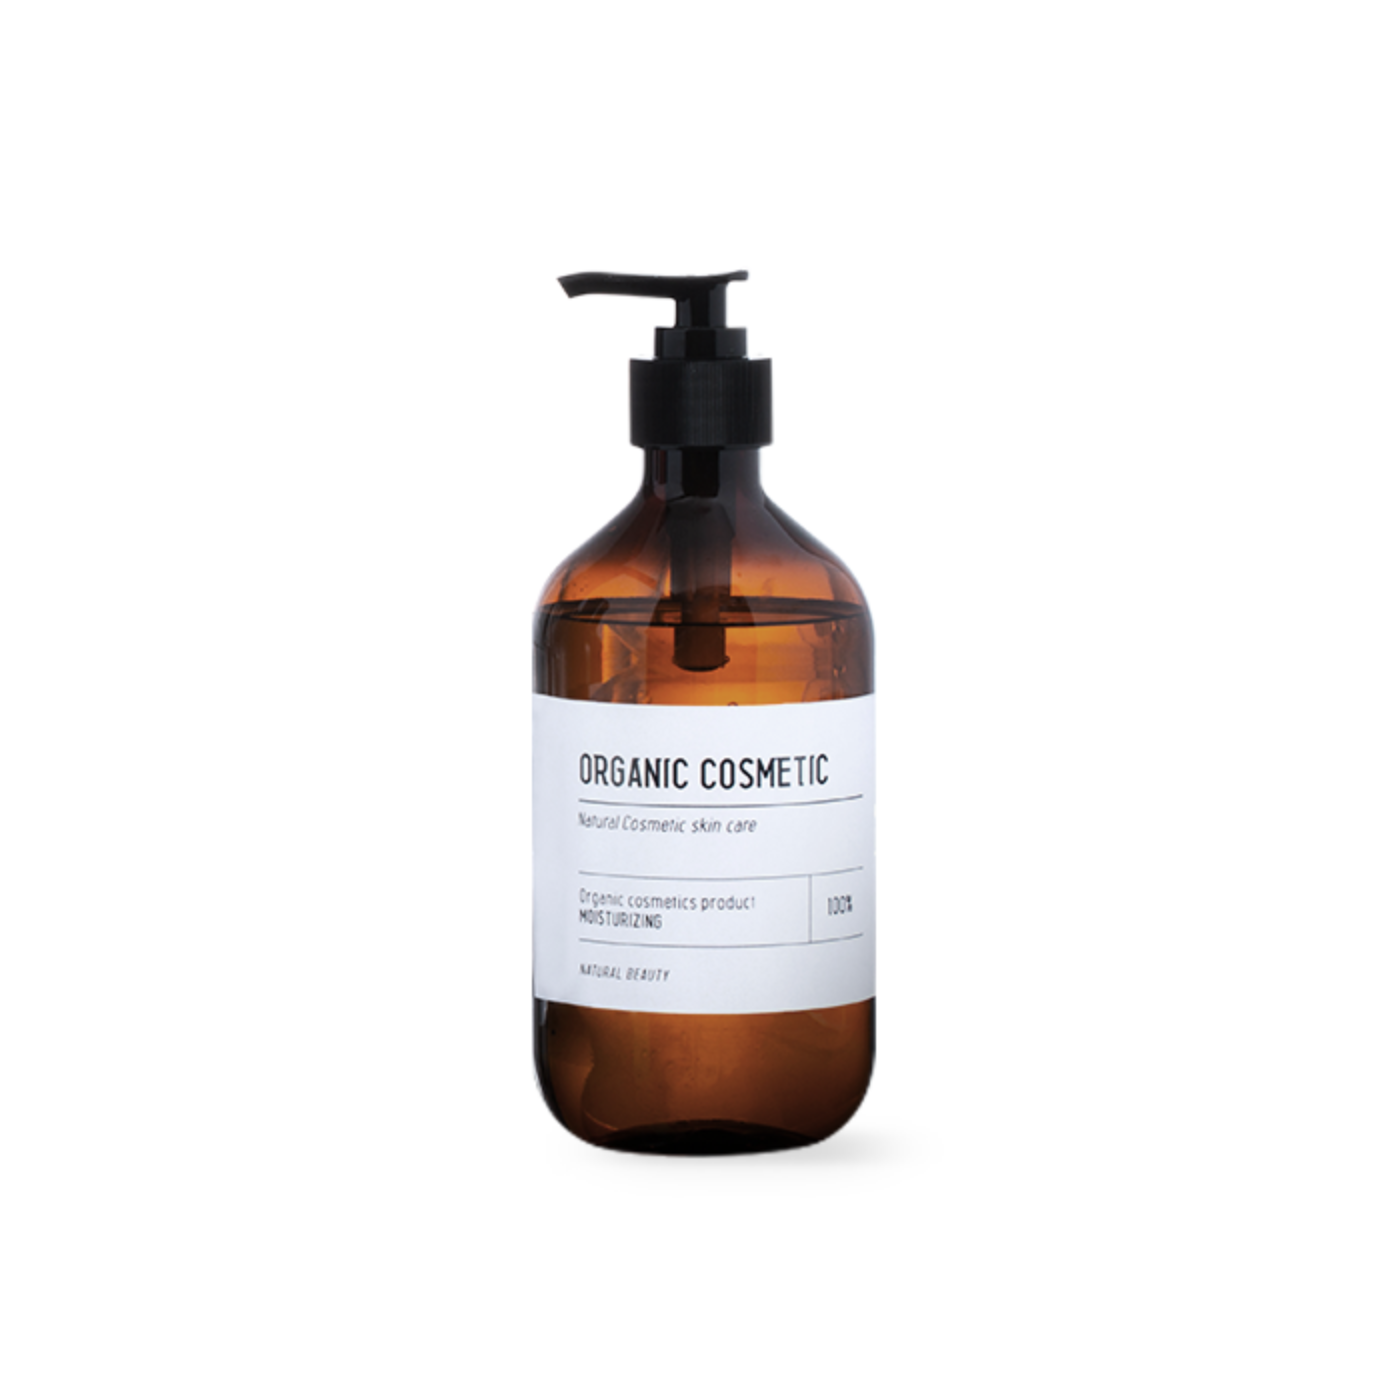 ORGANIC COSMETIC
Natural Cosmetic skin care
Organic cosmetics product
MOISTURIZING
100%
NATURAL BEAUTY